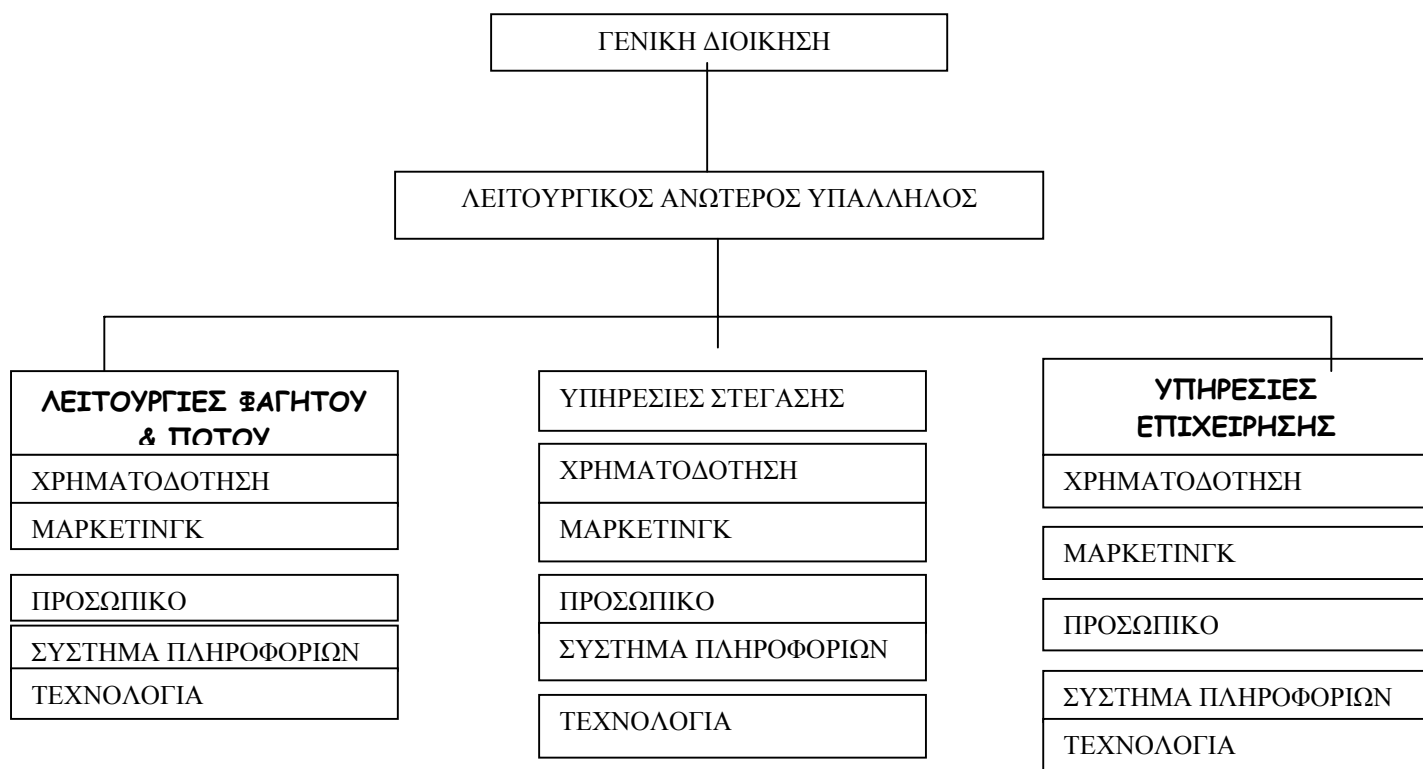 ΓΕΝΙΚΗ ΔΙΟΙΚΗΣΗ
ΛΕΙΤΟΥΡΓΙΚΟΣ ΑΝΩΤΕΡΟΣ ΥΠΑΛΛΗΛΟΣ
ΛΕΙΤΟΥΡΓΙΕΣ ΦΑΓΗΤΟΥ
& ΠΟΤΟΥ
ΧΡΗΜΑΤΟΔΟΤΗΣΗ
ΜΑΡΚΕΤΙΝΓΚ
ΠΡΟΣΩΠΙΚΟ
ΣΥΣΤΗΜΑ ΠΛΗΡΟΦΟΡΙΩΝ
ΤΕΧΝΟΛΟΓΙΑ
ΥΠΗΡΕΣΙΕΣ ΣΤΕΓΑΣΗΣ
ΧΡΗΜΑΤΟΔΟΤΗΣΗ
ΜΑΡΚΕΤΙΝΓΚ
ΠΡΟΣΩΠΙΚΟ
ΣΥΣΤΗΜΑ ΠΛΗΡΟΦΟΡΙΩΝ
ΤΕΧΝΟΛΟΓΙΑ
ΥΠΗΡΕΣΙΕΣ
ΕΠΙΧΕΙΡΗΣΗΣ
ΧΡΗΜΑΤΟΔΟΤΗΣΗ
ΜΑΡΚΕΤΙΝΓΚ
ΠΡΟΣΩΠΙΚΟ
ΣΥΣΤΗΜΑ ΠΛΗΡΟΦΟΡΙΩΝ
ΤΕΧΝΟΛΟΓΙΑ